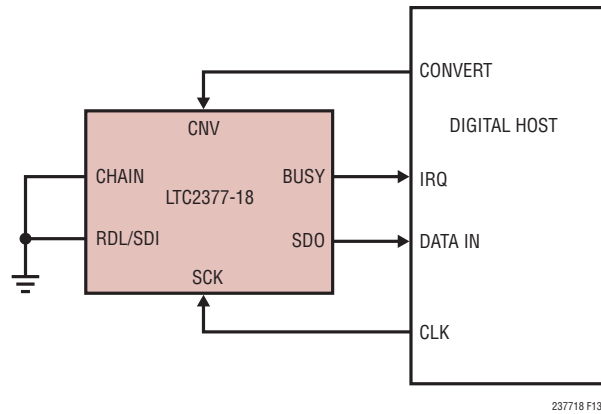 CONVERT
CNV
DIGITAL HOST
CHAIN
BUSY
IRQ
LTC2377-18
RDL/SDI
SDO
DATA IN
SCK
CLK
237718 F13